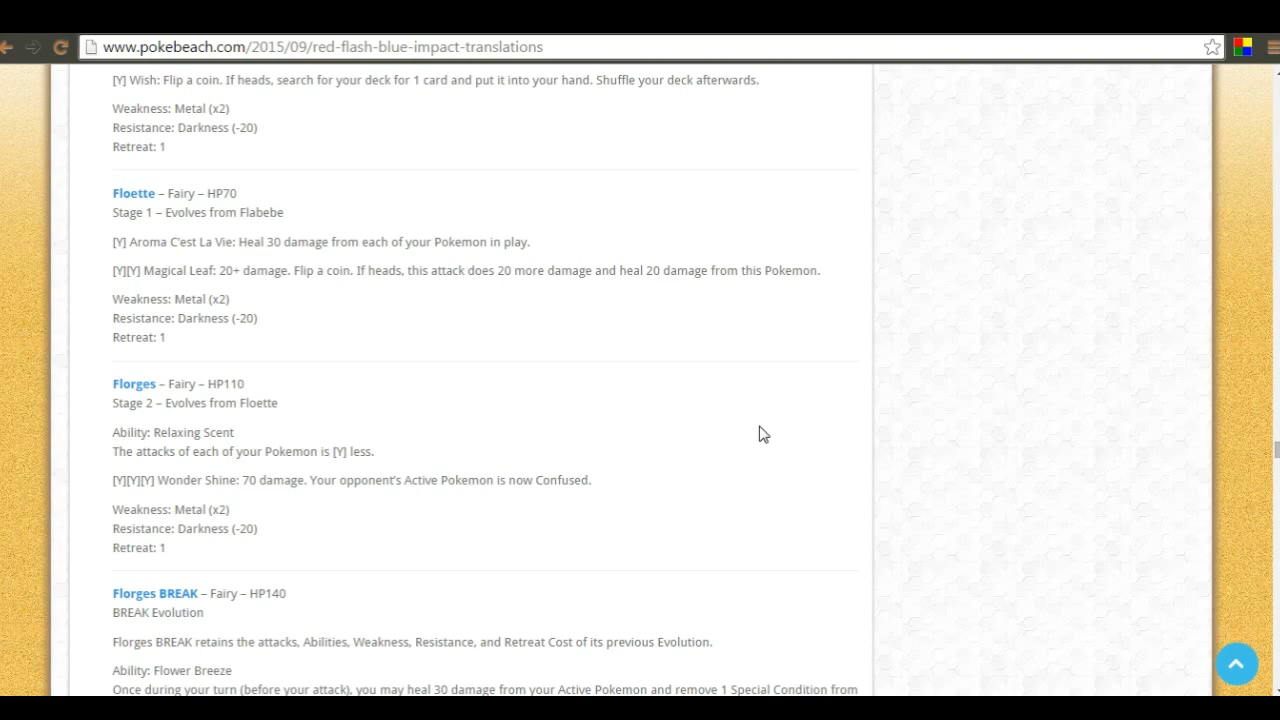 www.pokebeach.com/2015/09/red-flash-blue-impact-translations
[Y] Wish: Flip a coin. If heads, search for your deck for 1 card and put it into your hand. Shuffle your deck afterwards.
Weakness: Metal (x2)
Resistance: Darkness (-20)
Retreat: 1
Floette – Fairy – HP70
Stage 1 – Evolves from Flabebe
[Y] Aroma C'est La Vie: Heal 30 damage from each of your Pokemon in play.
[Y][Y] Magical Leaf: 20+ damage. Flip a coin. If heads, this attack does 20 more damage and heal 20 damage from this Pokemon.
Weakness: Metal (x2)
Resistance: Darkness (-20)
Retreat: 1
Florges – Fairy – HP110
Stage 2 – Evolves from Floette
Ability: Relaxing Scent
The attacks of each of your Pokemon is [Y] less.
[Y][Y][Y] Wonder Shine: 70 damage. Your opponent's Active Pokemon is now Confused.
Weakness: Metal (x2)
Resistance: Darkness (-20)
Retreat: 1
Florges BREAK – Fairy – HP140
BREAK Evolution
Florges BREAK retains the attacks, Abilities, Weakness, Resistance, and Retreat Cost of its previous Evolution.
Ability: Flower Breeze
Once during your turn (before your attack), you may heal 30 damage from your Active Pokemon and remove 1 Special Condition from